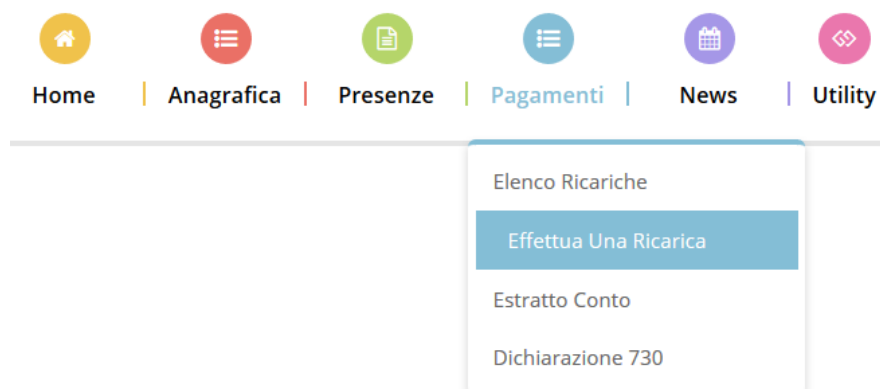 Home Anagrafica Presenze Pagamenti News Utility
Elenco Ricariche
Effettua Una Ricarica
Estratto Conto
Dichiarazione 730